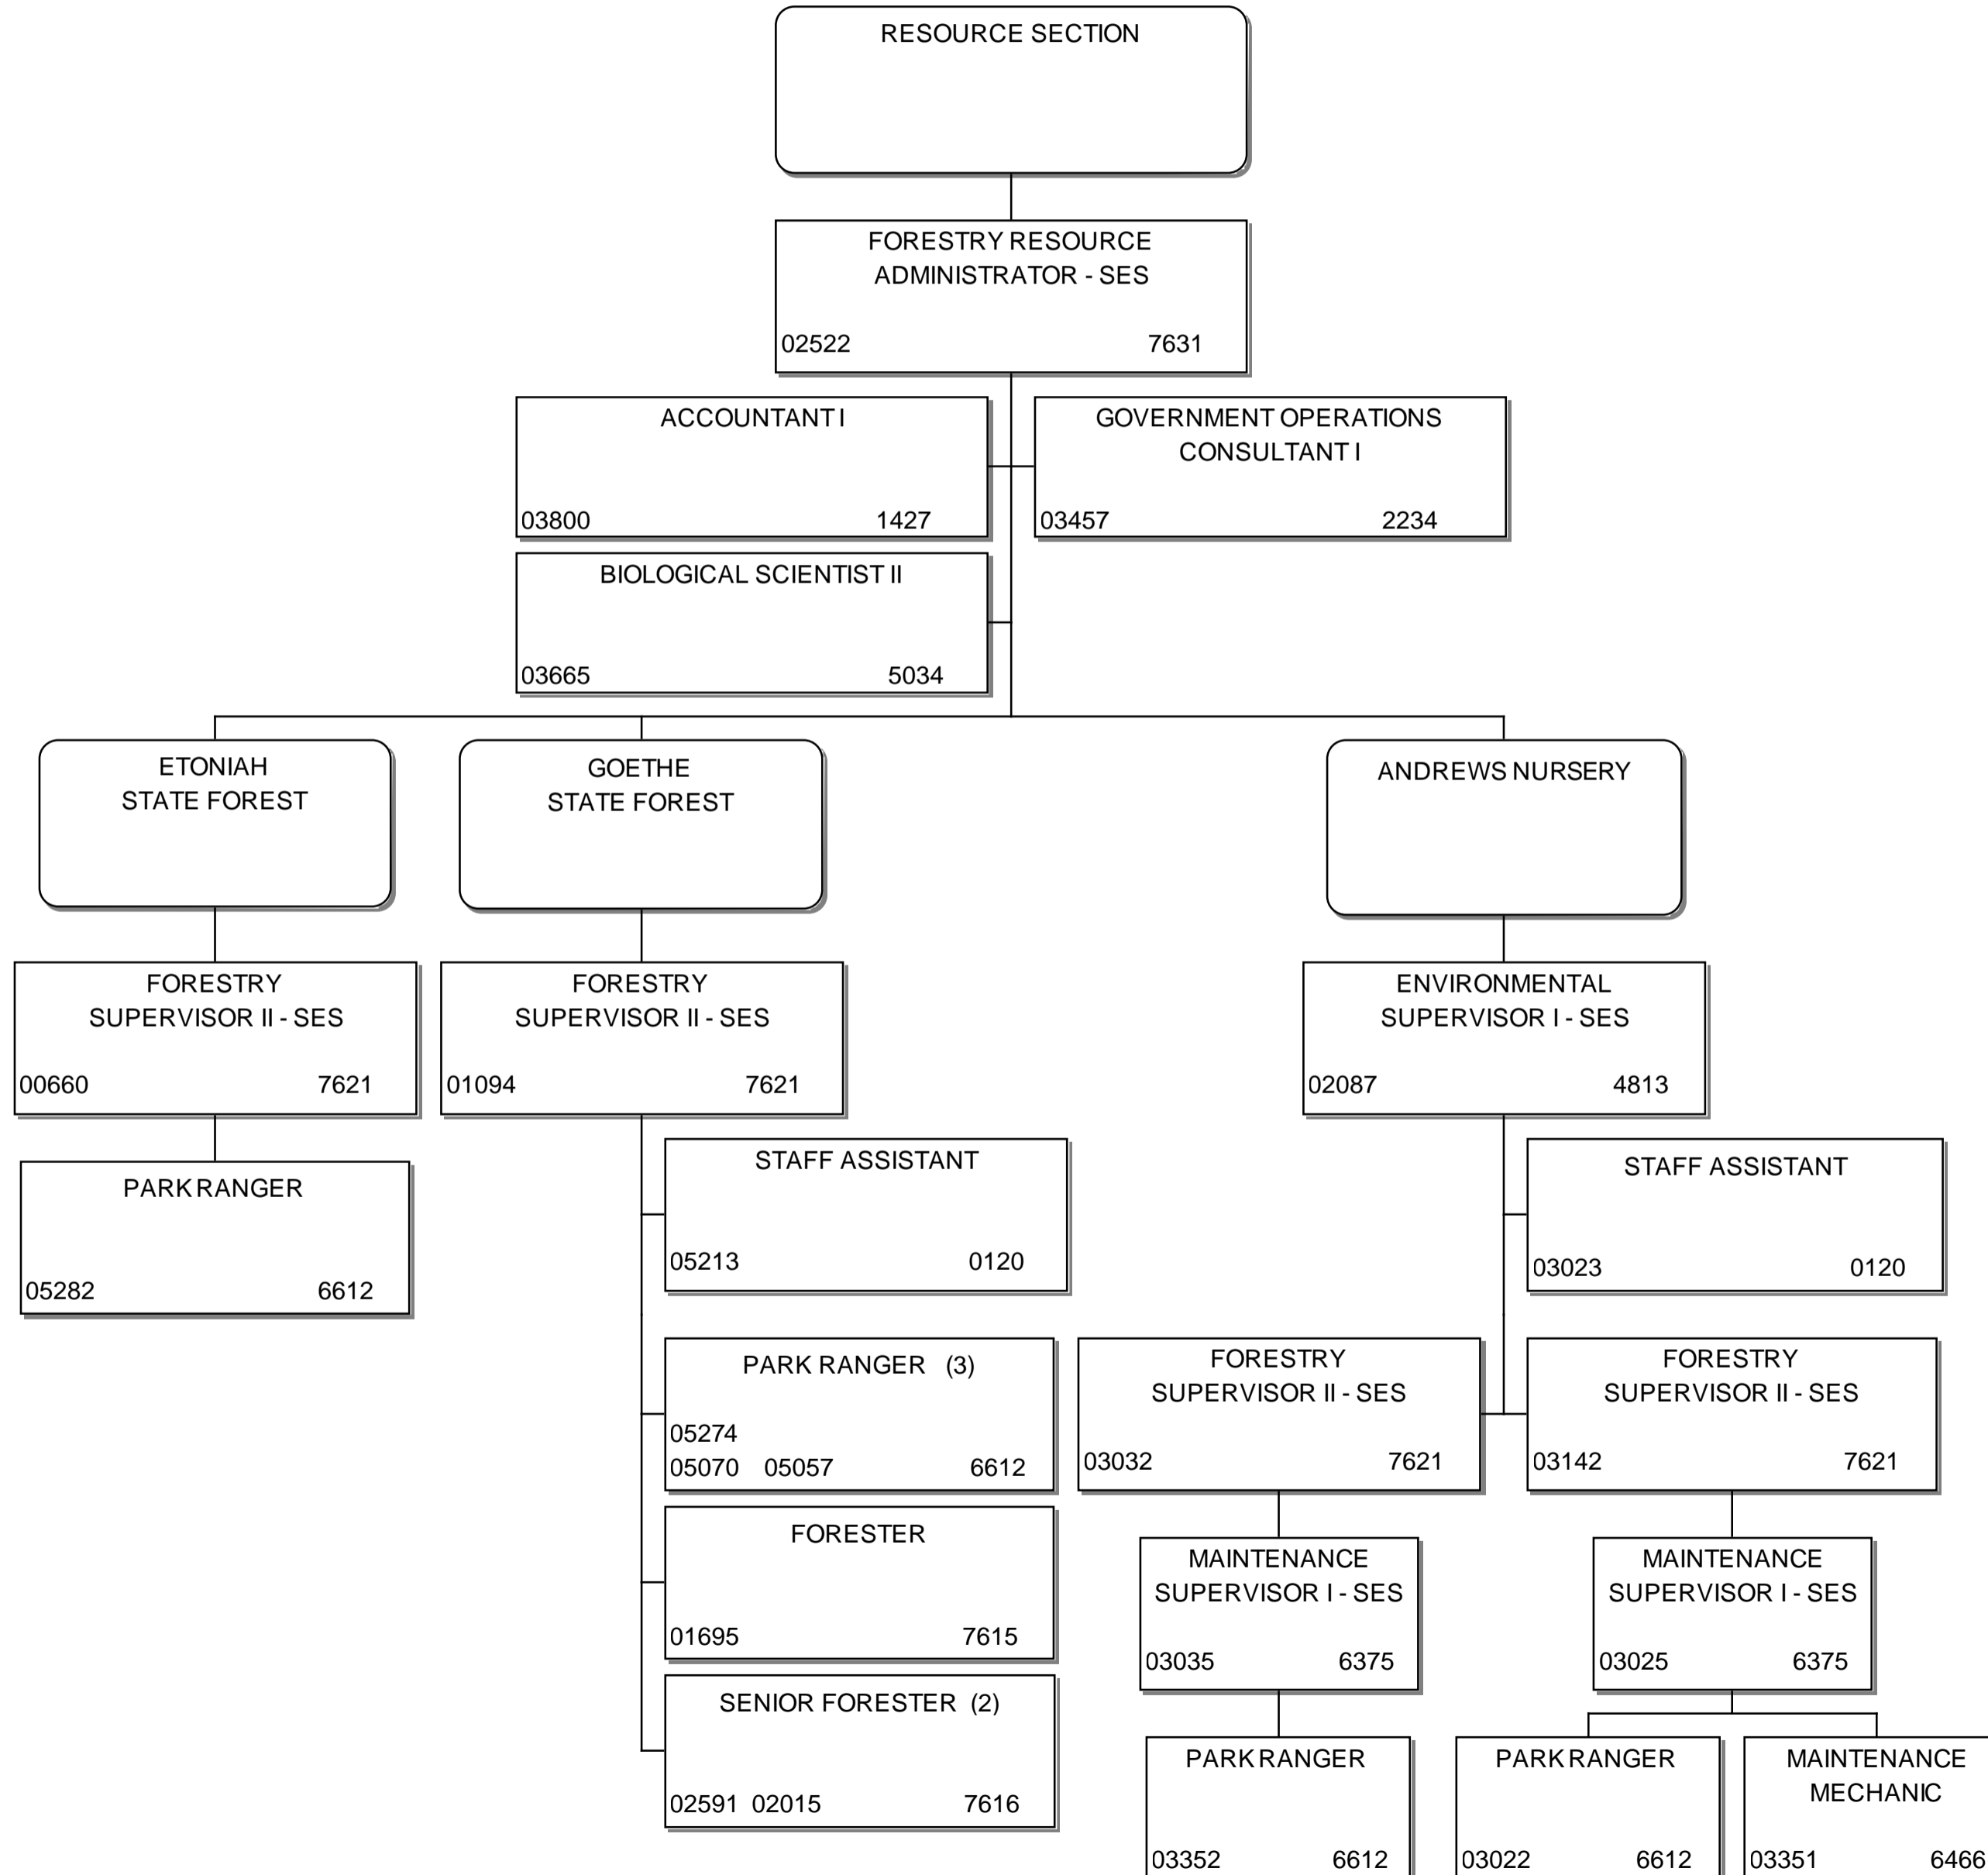 RESOURCE SECTION
FORESTRY RESOURCE
ADMINISTRATOR - SES
02522 7631
ACCOUNTANT I
03800 1427
GOVERNMENT OPERATIONS
CONSULTANT I
03457 2234
BIOLOGICAL SCIENTIST II
03665 5034
ETONIAH
STATE FOREST
GOETHE
STATE FOREST
ANDREWS NURSERY
FORESTRY
SUPERVISOR II - SES
00660 7621
FORESTRY
SUPERVISOR II - SES
01094 7621
ENVIRONMENTAL
SUPERVISOR I - SES
02087 4813
PARK RANGER
05282 6612
STAFF ASSISTANT
05213 0120
STAFF ASSISTANT
03023 0120
PARK RANGER (3)
05274
05070 05057 6612
FORESTRY
SUPERVISOR II - SES
03032 7621
FORESTRY
SUPERVISOR II - SES
03142 7621
FORESTER
01695 7615
MAINTENANCE
SUPERVISOR I - SES
03035 6375
MAINTENANCE
SUPERVISOR I - SES
03025 6375
SENIOR FORESTER (2)
02591 02015 7616
PARK RANGER
03352 6612
PARK RANGER
03022 6612
MAINTENANCE
MECHANIC
03351 6466